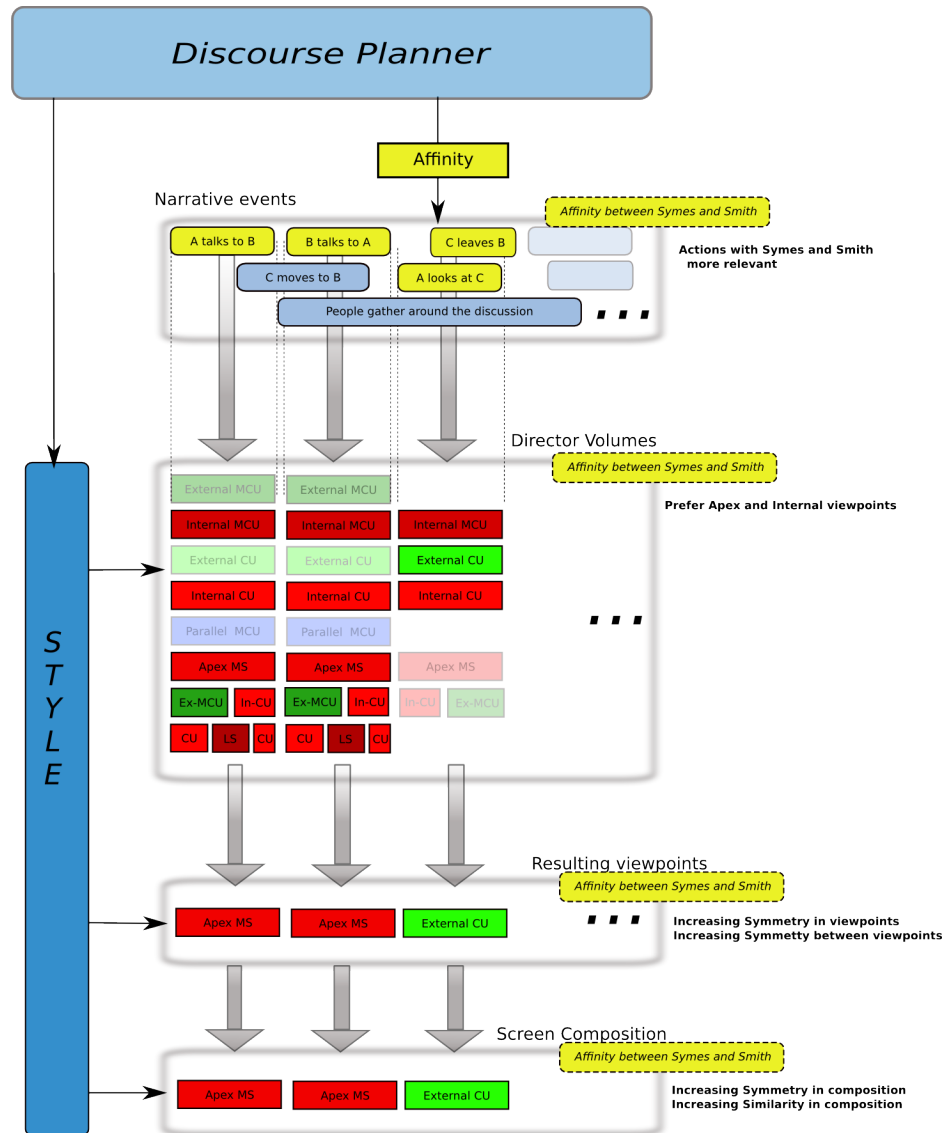 Discourse Planner
Affinity
Narrative events
Affinity between Symes and Smith
A talks to B
B talks to A
C leaves B
Actions with Symes and Smith
more relevant
C moves to B
A looks at C
People gather around the discussion
Director Volumes
Affinity between Symes and Smith
Prefer Apex and Internal viewpoints
External MCU
External MCU
Internal MCU
Internal MCU
Internal MCU
External CU
External CU
External CU
Internal CU
Internal CU
Internal CU
Parallel MCU
Parallel MCU
Apex MS
Apex MS
Apex MS
Ex-MCU
In-CU
Ex-MCU
In-CU
In-CU
Ex-MCU
CU
LS
CU
CU
LS
CU
STYLE
Resulting viewpoints
Affinity between Symes and Smith
Apex MS
Apex MS
External CU
Increasing Symmetry in viewpoints
Increasing Symmetty between viewpoints
Screen Composition
Affinity between Symes and Smith
Apex MS
Apex MS
External CU
Increasing Symmetry in composition
Increasing Similarity in composition